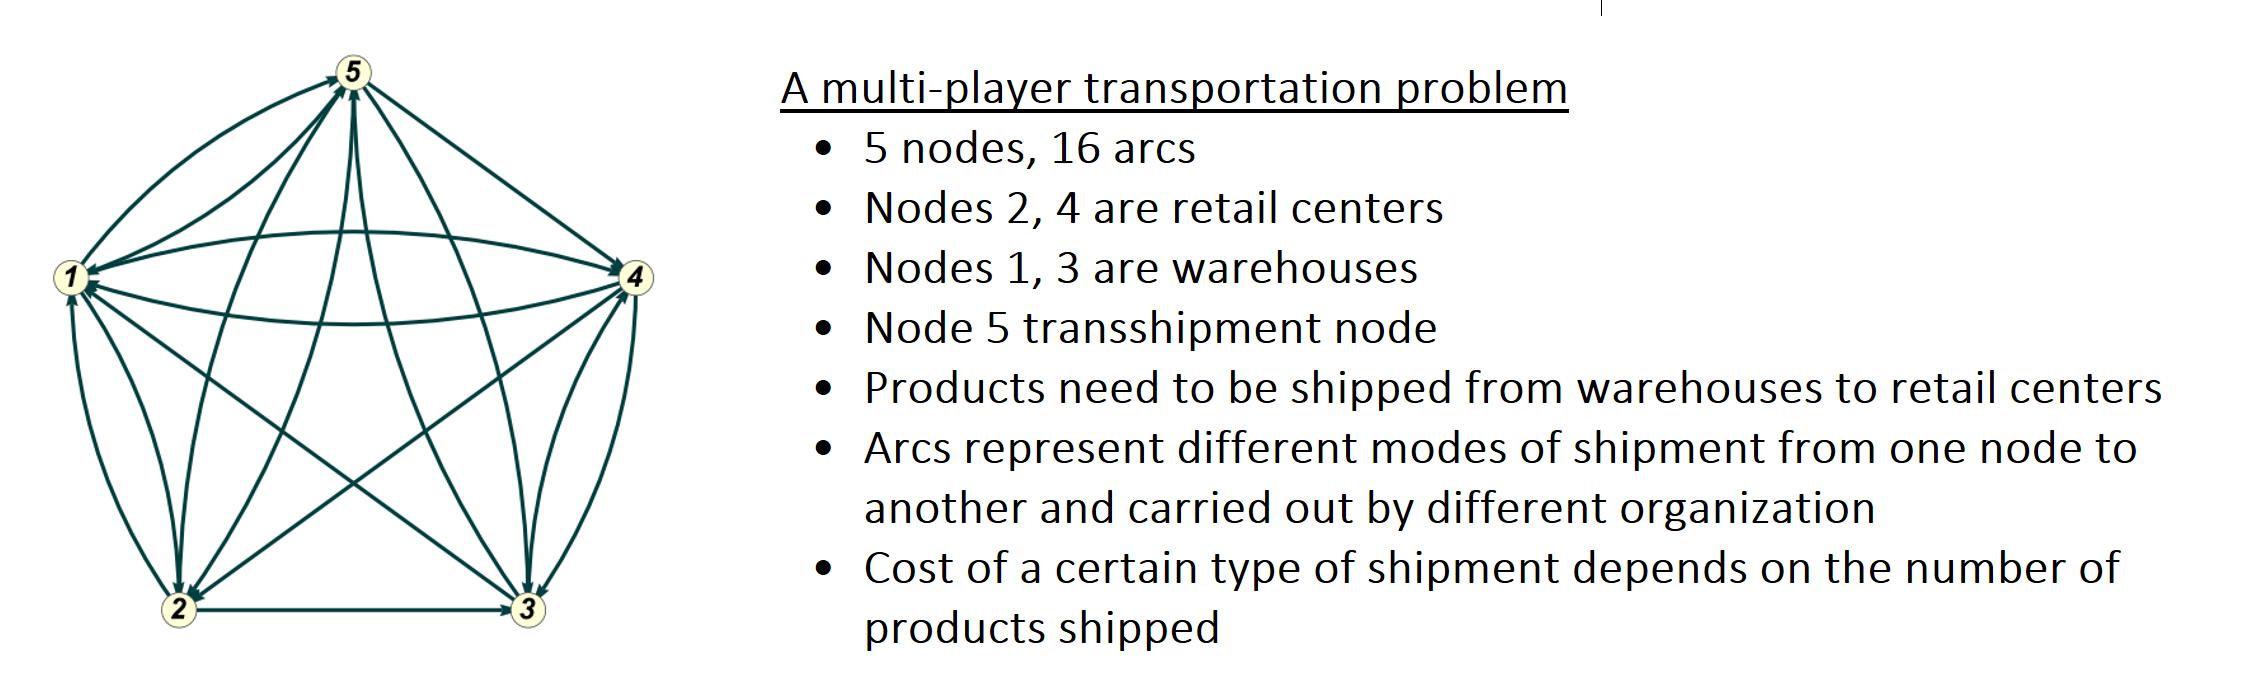 A multi-player transportation problem
• 5 nodes, 16 arcs
• Nodes 2, 4 are retail centers
• Nodes 1, 3 are warehouses
• Node 5 transshipment node
• Products need to be shipped from warehouses to retail centers
• Arcs represent different modes of shipment from one node to
another and carried out by different organization
• Cost of a certain type of shipment depends on the number of
products shipped
5
1
4
2
3